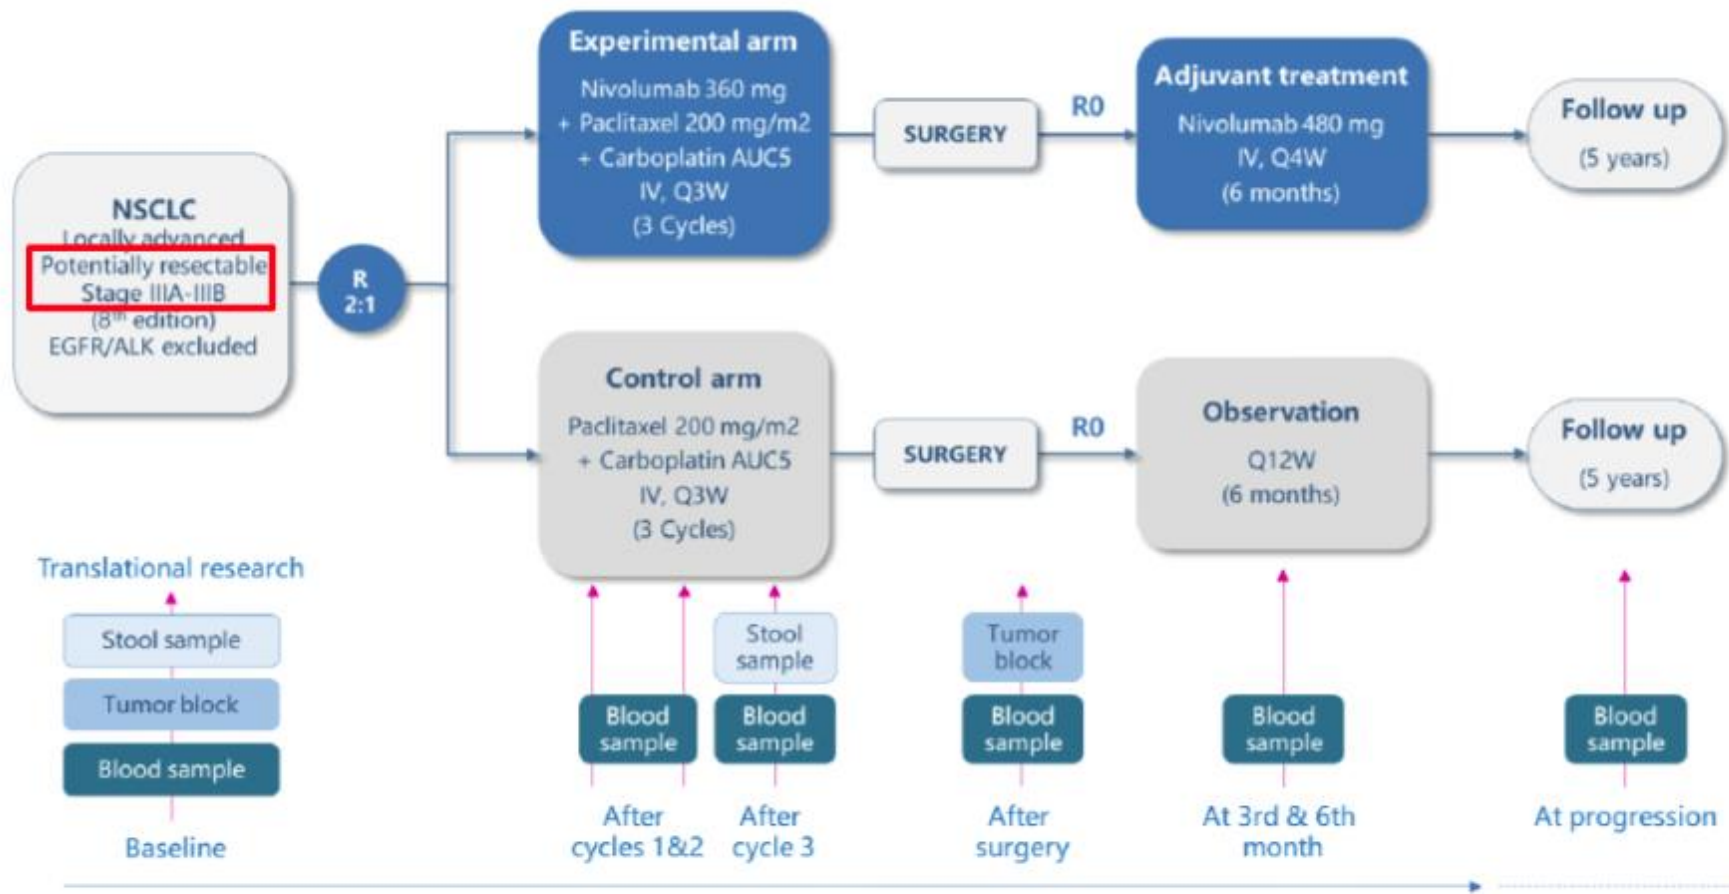 NSCLC
Locally advanced
Potentially resectable
Stage IIIA-IIIB
(8th edition)
EGFR/ALK excluded
R
2:1
Experimental arm
Nivolumab 360 mg
+ Paclitaxel 200 mg/m2
+ Carboplatin AUC5
IV, Q3W
(3 Cycles)
SURGERY
R0
Adjuvant treatment
Nivolumab 480 mg
IV, Q4W
(6 months)
Follow up
(5 years)
Control arm
Paclitaxel 200 mg/m2
+ Carboplatin AUC5
IV, Q3W
(3 Cycles)
SURGERY
R0
Observation
Q12W
(6 months)
Follow up
(5 years)
Translational research
Stool sample
Tumor block
Blood sample
Baseline
Blood
sample
After
cycles 1&2
Stool
sample
Blood
sample
After
cycle 3
Tumor
block
Blood
sample
After
surgery
Blood
sample
At 3rd & 6th
month
Blood
sample
At progression